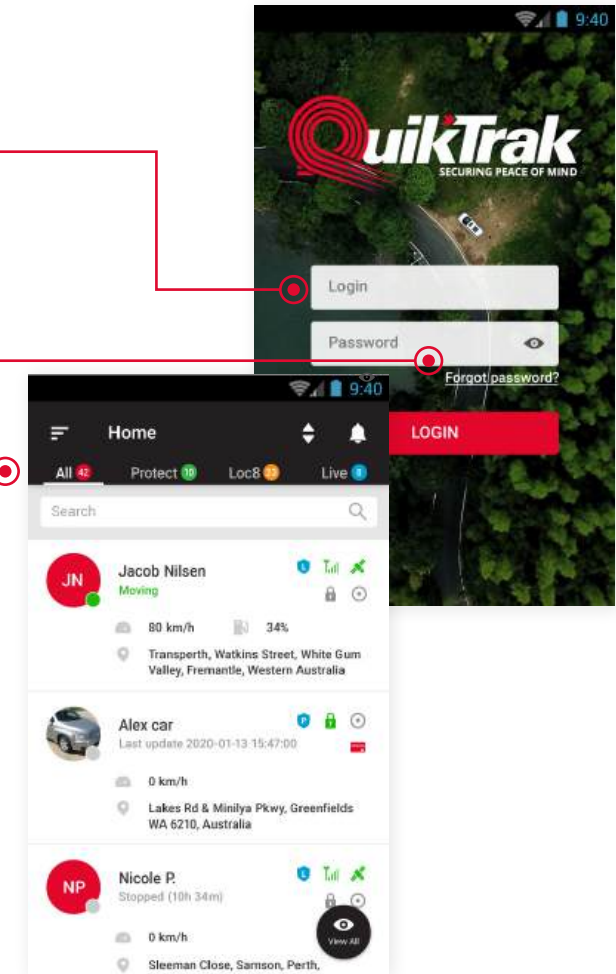 9:40
QuikTrak
SECURING PEACE OF MIND
Login
Password
Forgot password?
LOGIN
9:40
Home
All 42
Protect 10
Loc8
Live 8
Search
JN
Jacob Nilsen
Moving
80 km/h 34%
Transperth, Watkins Street, White Gum
Valley, Fremantle, Western Australia
Alex car
Last update 2020-01-13 15:47:00
0 km/h
Lakes Rd & Minilya Pkwy, Greenfields
WA 6210, Australia
NP
Nicole P.
Stopped (10h 34m)
0 km/h
View All
Sleeman Close, Samson, Perth,